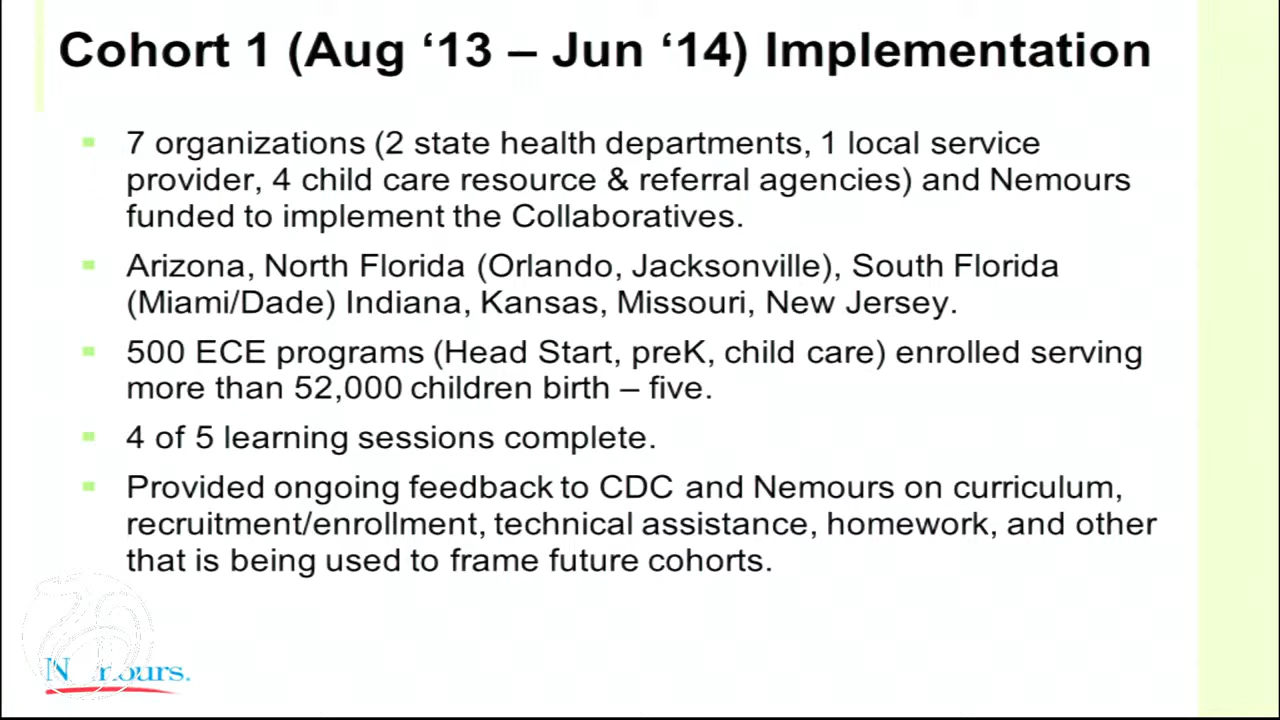 Cohort 1 (Aug ‘13 – Jun ‘14) Implementation
7 organizations (2 state health departments, 1 local service
provider, 4 child care resource & referral agencies) and Nemours
funded to implement the Collaboratives.
Arizona, North Florida (Orlando, Jacksonville), South Florida
(Miami/Dade) Indiana, Kansas, Missouri, New Jersey.
500 ECE programs (Head Start, preK, child care) enrolled serving
more than 52,000 children birth – five.
4 of 5 learning sessions complete.
Provided ongoing feedback to CDC and Nemours on curriculum,
recruitment/enrollment, technical assistance, homework, and other
that is being used to frame future cohorts.
Nemours.